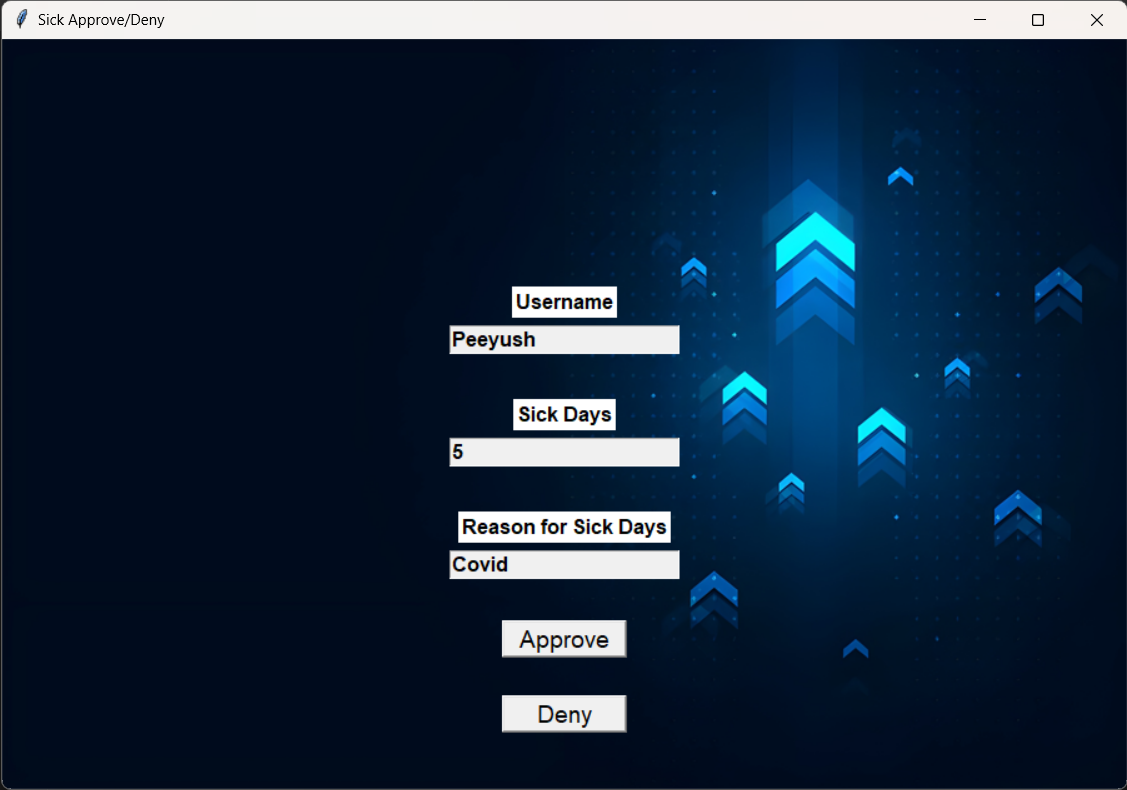 Sick Approve/Deny
Username
Peeyush
Sick Days
5
Reason for Sick Days
Covid
Approve
Deny